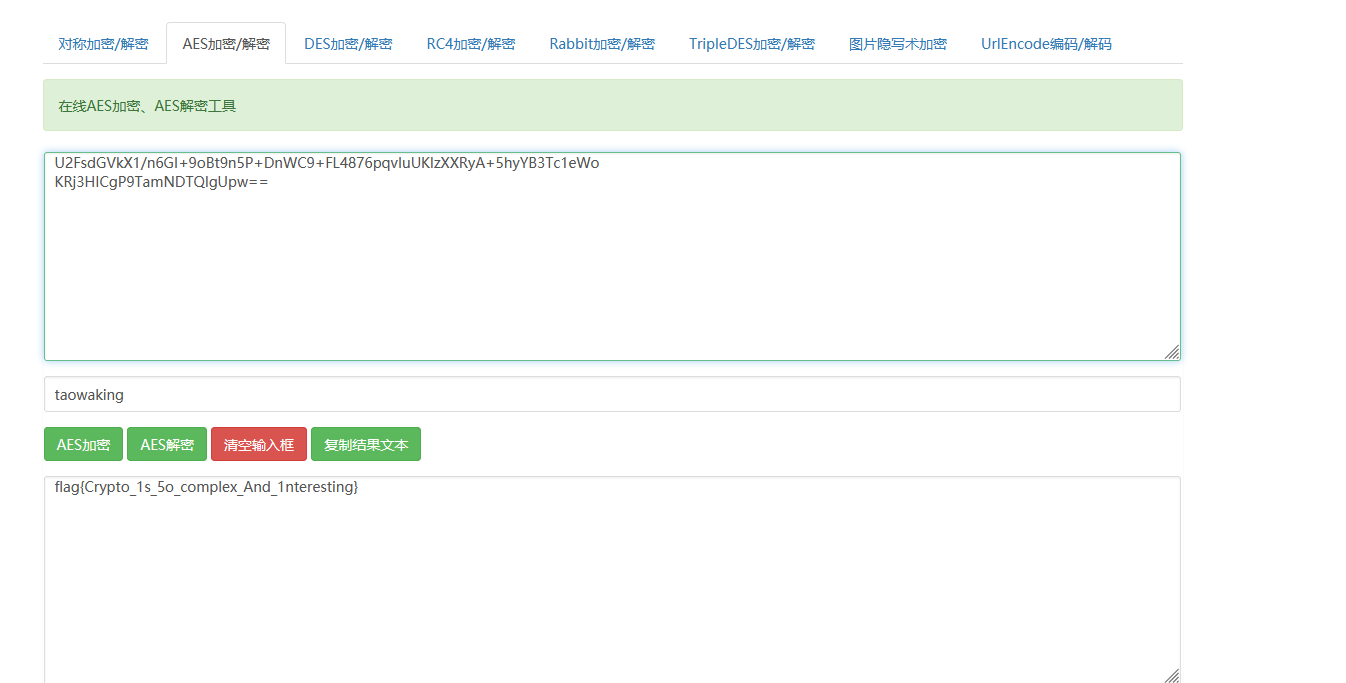 对称加密/解密 AES加密/解密 DES加密/解密 RC4加密/解密 Rabbit加密/解密 TripleDES加密/解密 图片隐写术加密 UrlEncode编码/解码
在线AES加密、AES解密工具
U2FsdGVkX1/n6GI+9oBt9n5P+DnWC9+FL4876pqvIuUKlzXXRyA+5hyYB3Tc1eWo
KRj3HICgP9TamNDTQIgUpw==
taowaking
AES加密 AES解密 清空输入框 复制结果文本
flag{Crypto_1s_5o_complex_And_1nteresting}